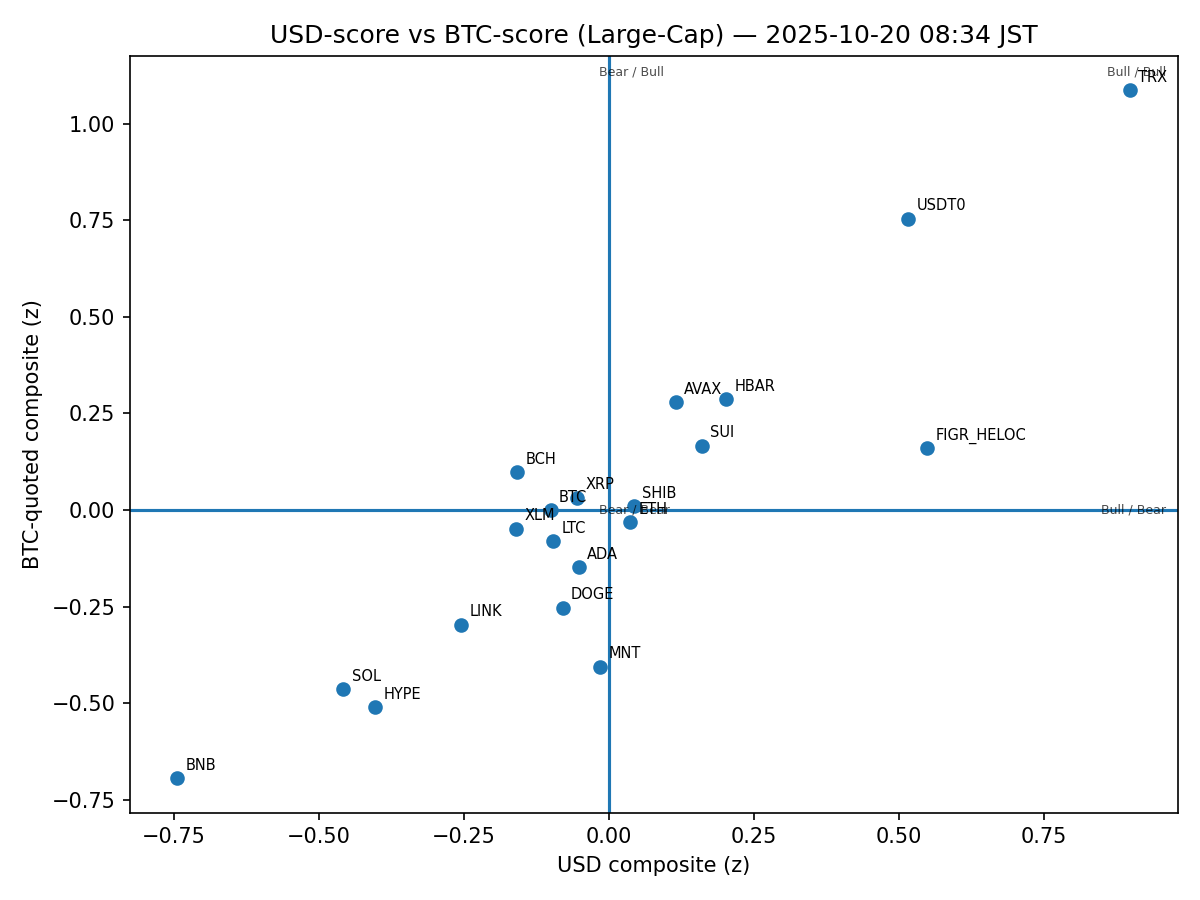 USD-score vs BTC-score (Large-Cap) — 2025-10-20 08:34 JST
Bear / Bull
Bull / Bull
TRX
1.00
USDT0
0.75
0.50
AVAX
HBAR
0.25
SUI
FIGR_HELOC
BCH
XRP
BTC
SHIB
ETH
0.00
Bear / Bear
Bull / Bear
XLM
LTC
ADA
DOGE
−0.25
LINK
MNT
SOL
HYPE
−0.50
BNB
−0.75
BTC-quoted composite (z)
−0.75 −0.50 −0.25 0.00 0.25 0.50 0.75
USD composite (z)